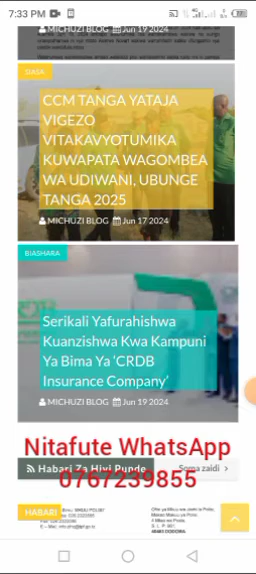 7:33 PM
MICHUZI BLOG Jun 19 2024
SIASA
CCM TANGA YATAJA
VIGEZO
VITAKAVYOTUMIKA
KUWAPATA WAGOMBEA
WA UDIWANI, UBUNGE
TANGA 2025
MICHUZI BLOG Jun 17 2024
BIASHARA
Serikali Yafurahishwa
Kuanzishwa Kwa Kampuni
Ya Bima Ya 'CRDB
Insurance Company'
MICHUZI BLOG Jun 19 2024
Nitafute WhatsApp
Habari Za Hivi Punde Soma zaidi
0767239855
HABARI